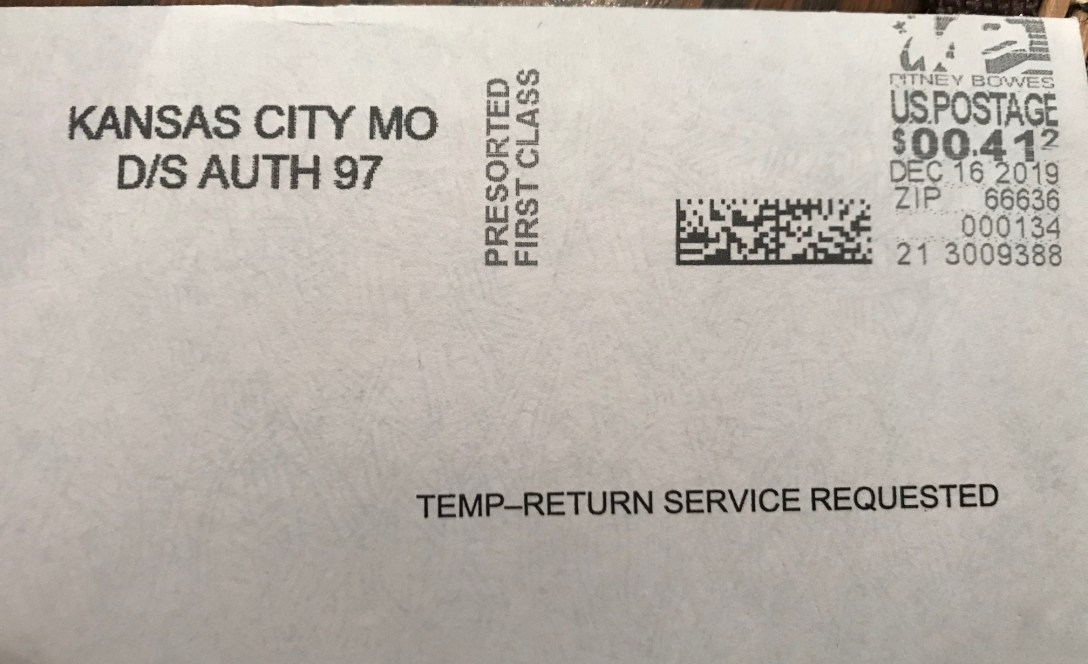 KANSAS CITY MO
D/S AUTH 97
PRESORTED
FIRST CLASS
PITNEY BOWES
US POSTAGE
$00.41²
DEC 16 2019
ZIP 66636
000134
21 3009388
TEMP–RETURN SERVICE REQUESTED